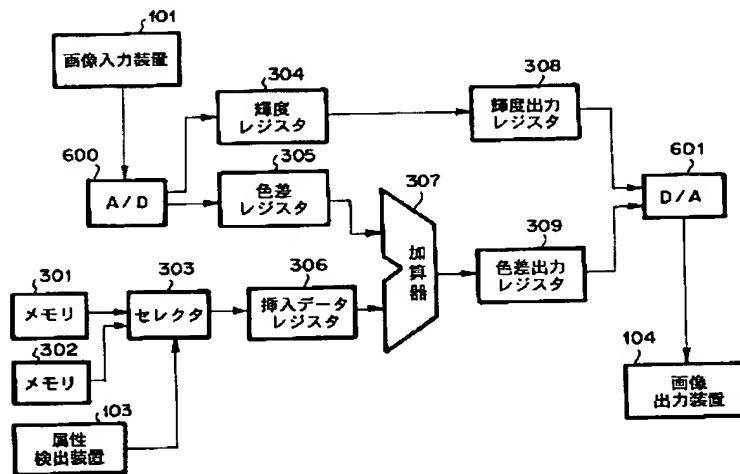 101
画像入力装置
304
輝度
レジスタ
308
輝度出力
レジスタ
600
A/D
305
色差
レジスタ
307
加算器
601
D/A
309
色差出力
レジスタ
301
メモリ
303
セレクタ
306
挿入データ
レジスタ
302
メモリ
104
画像
出力装置
103
属性
検出装置